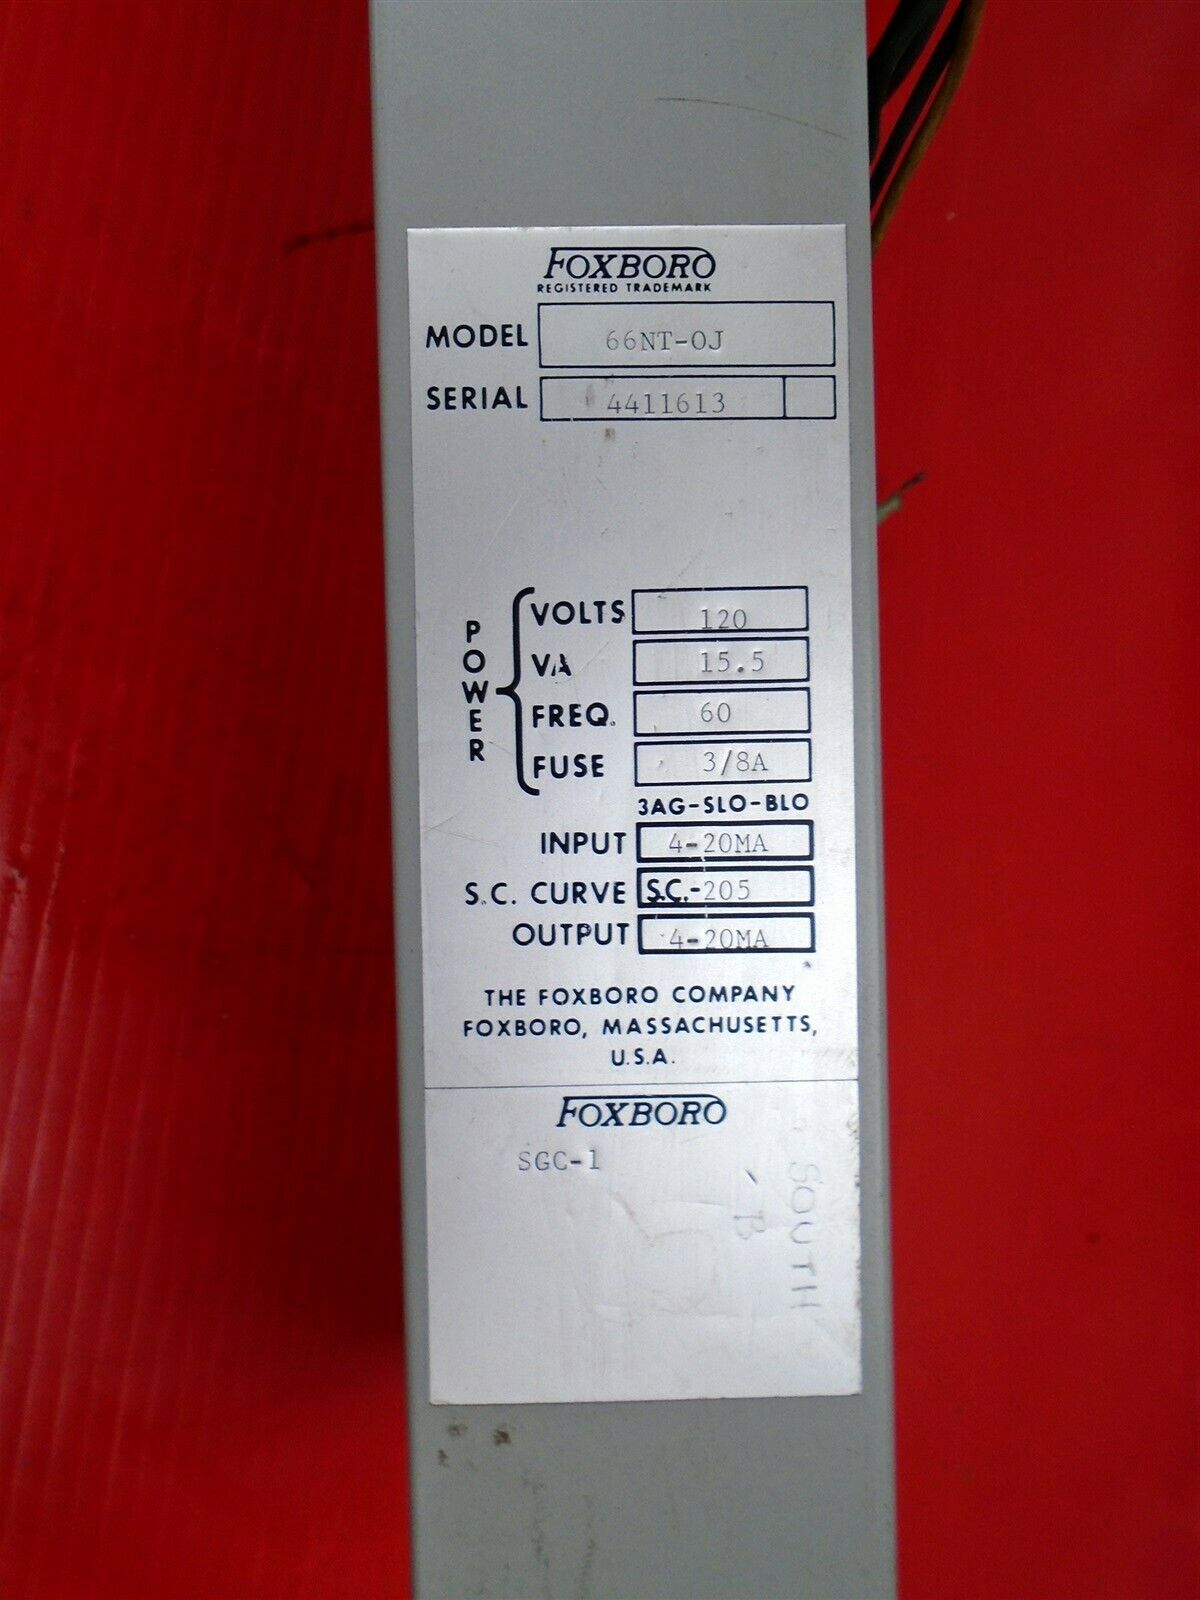 FOXBORO
REGISTERED TRADEMARK
MODEL 66NT-OJ
SERIAL 4411613
POWER
VOLTS 120
VA 15.5
FREQ. 60
FUSE 3/8A
3AG-SLO-BLO
INPUT 4-20MA
S.C. CURVE S.C.-205
OUTPUT 4-20MA
THE FOXBORO COMPANY
FOXBORO, MASSACHUSETTS,
U.S.A.
FOXBORO
SGC-1
SOUTH
B